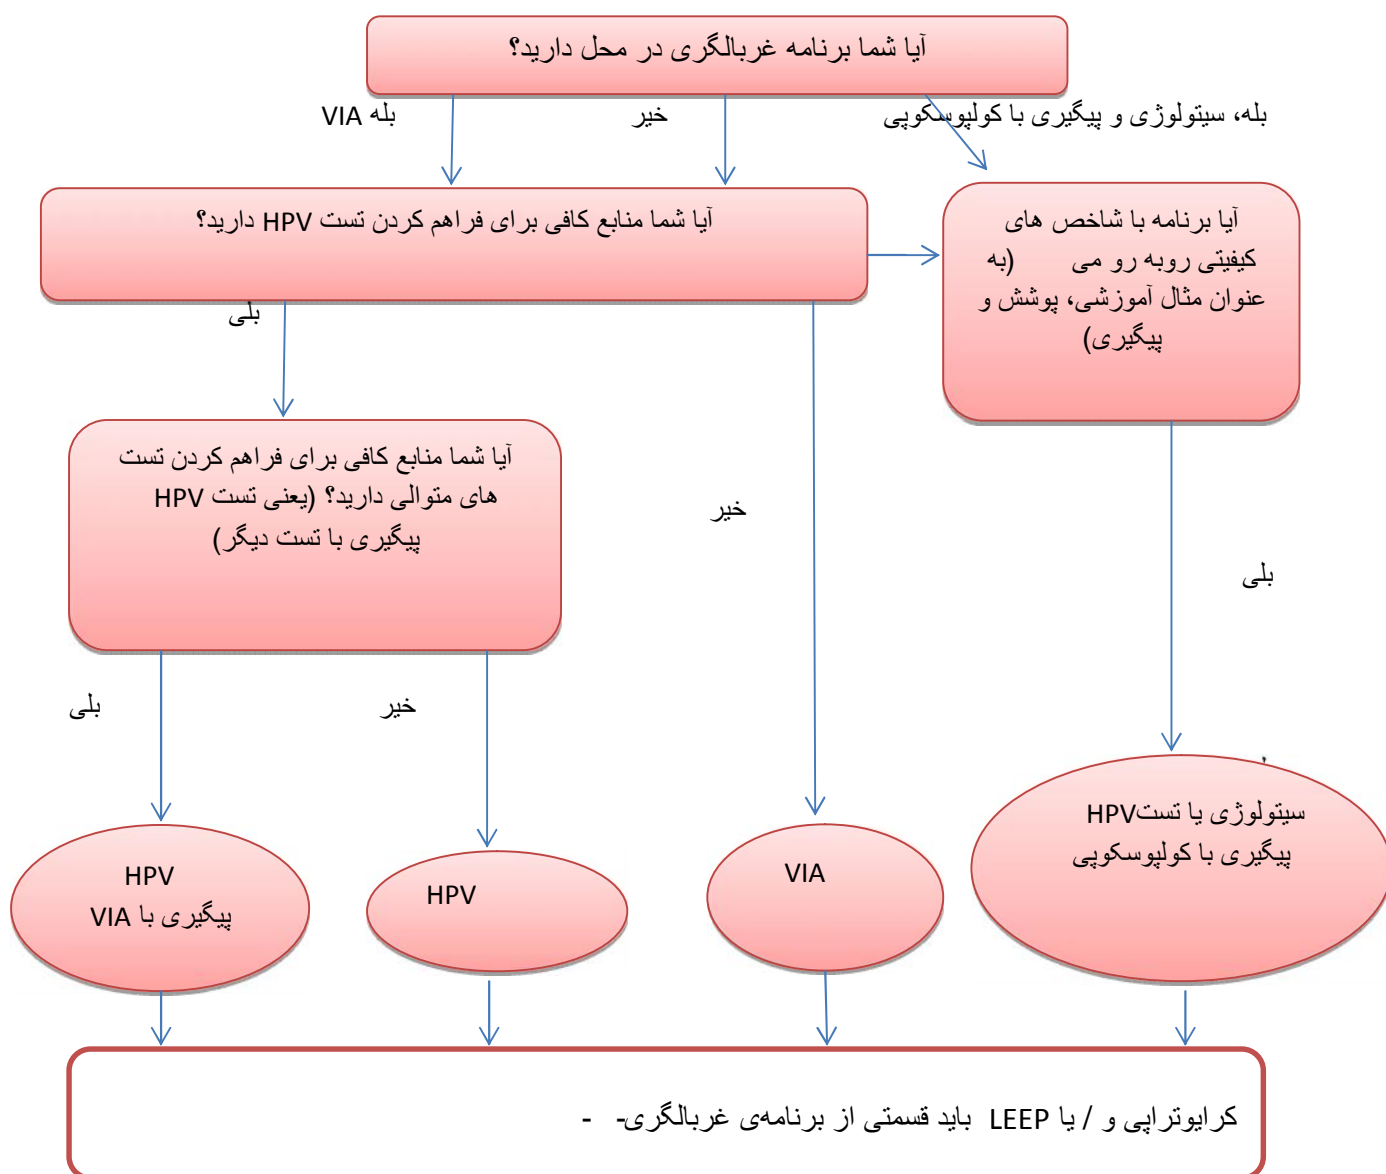 آیا شما برنامه غربالگری در محل دارید؟
بله، سیتولوژی و پیگیری با کولپوسکوپی
خیر
بله VIA
آیا برنامه با شاخص های
کیفیتی روبه رو می (به
عنوان مثال آموزشی، پوشش و
پیگیری)
آیا شما منابع کافی برای فراهم کردن تست HPV دارید؟
بلی
خیر
بلی
آیا شما منابع کافی برای فراهم کردن تست
های متوالی دارید؟ (یعنی تست HPV
پیگیری با تست دیگر)
خیر
بلی
سیتولوژی یا تستHPV
پیگیری با کولپوسکوپی
VIA
HPV
HPV
پیگیری با VIA
کرایوتراپی و / یا LEEP باید قسمتی از برنامه‌ی غربالگری- -